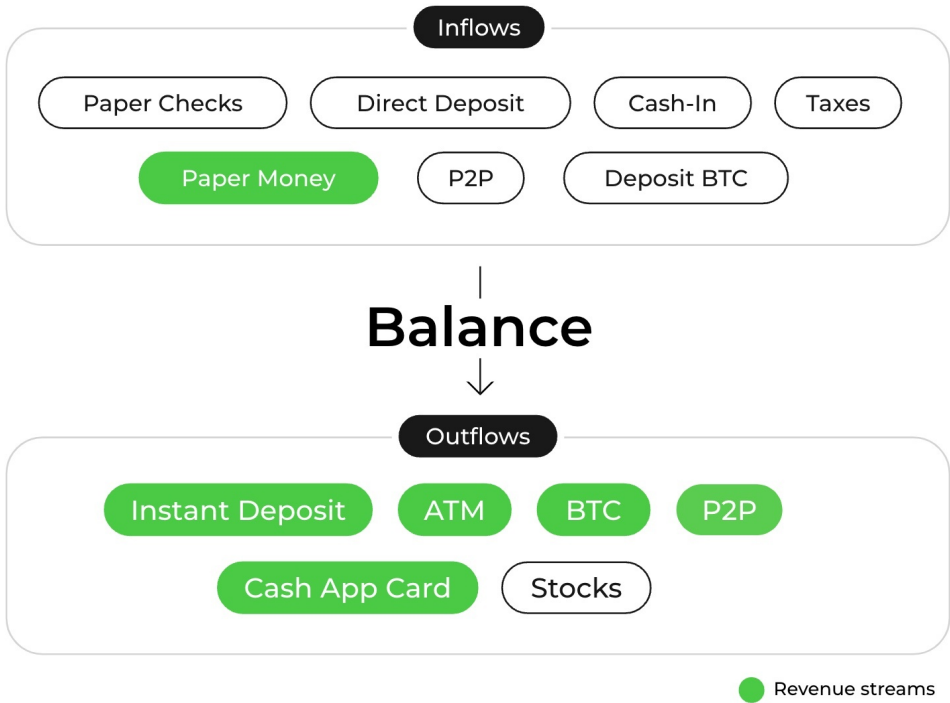 Inflows
Paper Checks Direct Deposit Cash-In Taxes
Paper Money P2P Deposit BTC
Balance
Outflows
Instant Deposit ATM BTC P2P
Cash App Card Stocks
Revenue streams